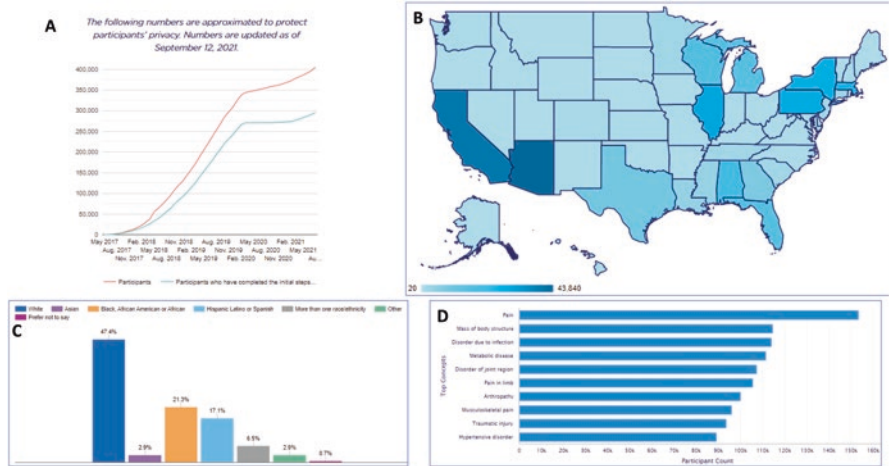 A
The following numbers are approximated to protect
participants' privacy. Numbers are updated as of
September 12, 2021.
400,000
350,000
300,000
250,000
200,000
150,000
100,000
50,000
0
May 2017 Feb. 2018 Nov. 2018 Aug. 2019 May 2020 Feb. 2021
Aug. 2017 May 2018 Feb. 2019 Nov. 2019 Aug. 2020 May 2021
Nov. 2017 Aug. 2018 May 2019 Feb. 2020 Nov. 2020 Au...
Participants
Participants who have completed the initial steps...
B
20
43,840
C
White
Asian
Black, African American or African
Hispanic Latino or Spanish
More than one race/ethnicity
Other
Prefer not to say
47.4%
2.9%
21.3%
17.1%
6.5%
2.8%
0.7%
D
Top Concepts
Pain
Mass of body structure
Disorder due to infection
Metabolic disease
Disorder of joint region
Pain in limb
Arthropathy
Musculoskeletal pain
Traumatic injury
Hypertensive disorder
0 10k 20k 30k 40k 50k 60k 70k 80k 90k 100k 110k 120k 130k 140k 150k 160k
Participant Count